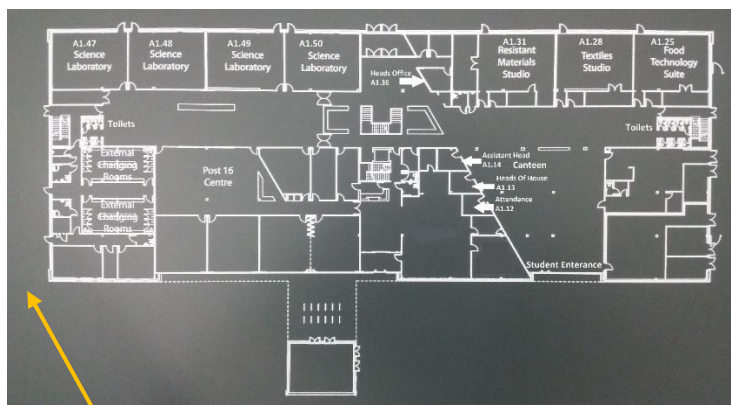 A1.47
Science
Laboratory
A1.48
Science
Laboratory
A1.49
Science
Laboratory
A1.50
Science
Laboratory
Heads Office
A1.36
A1.31
Resistant
Materials
Studio
A1.28
Textiles
Studio
A1.25
Food
Technology
Suite
Toilets
Toilets
External
Changing
Rooms
External
Changing
Rooms
Post 16
Centre
Assistant Head
A1.14
Canteen
Heads Of House
A1.13
Attendance
A1.12
Student Enterance